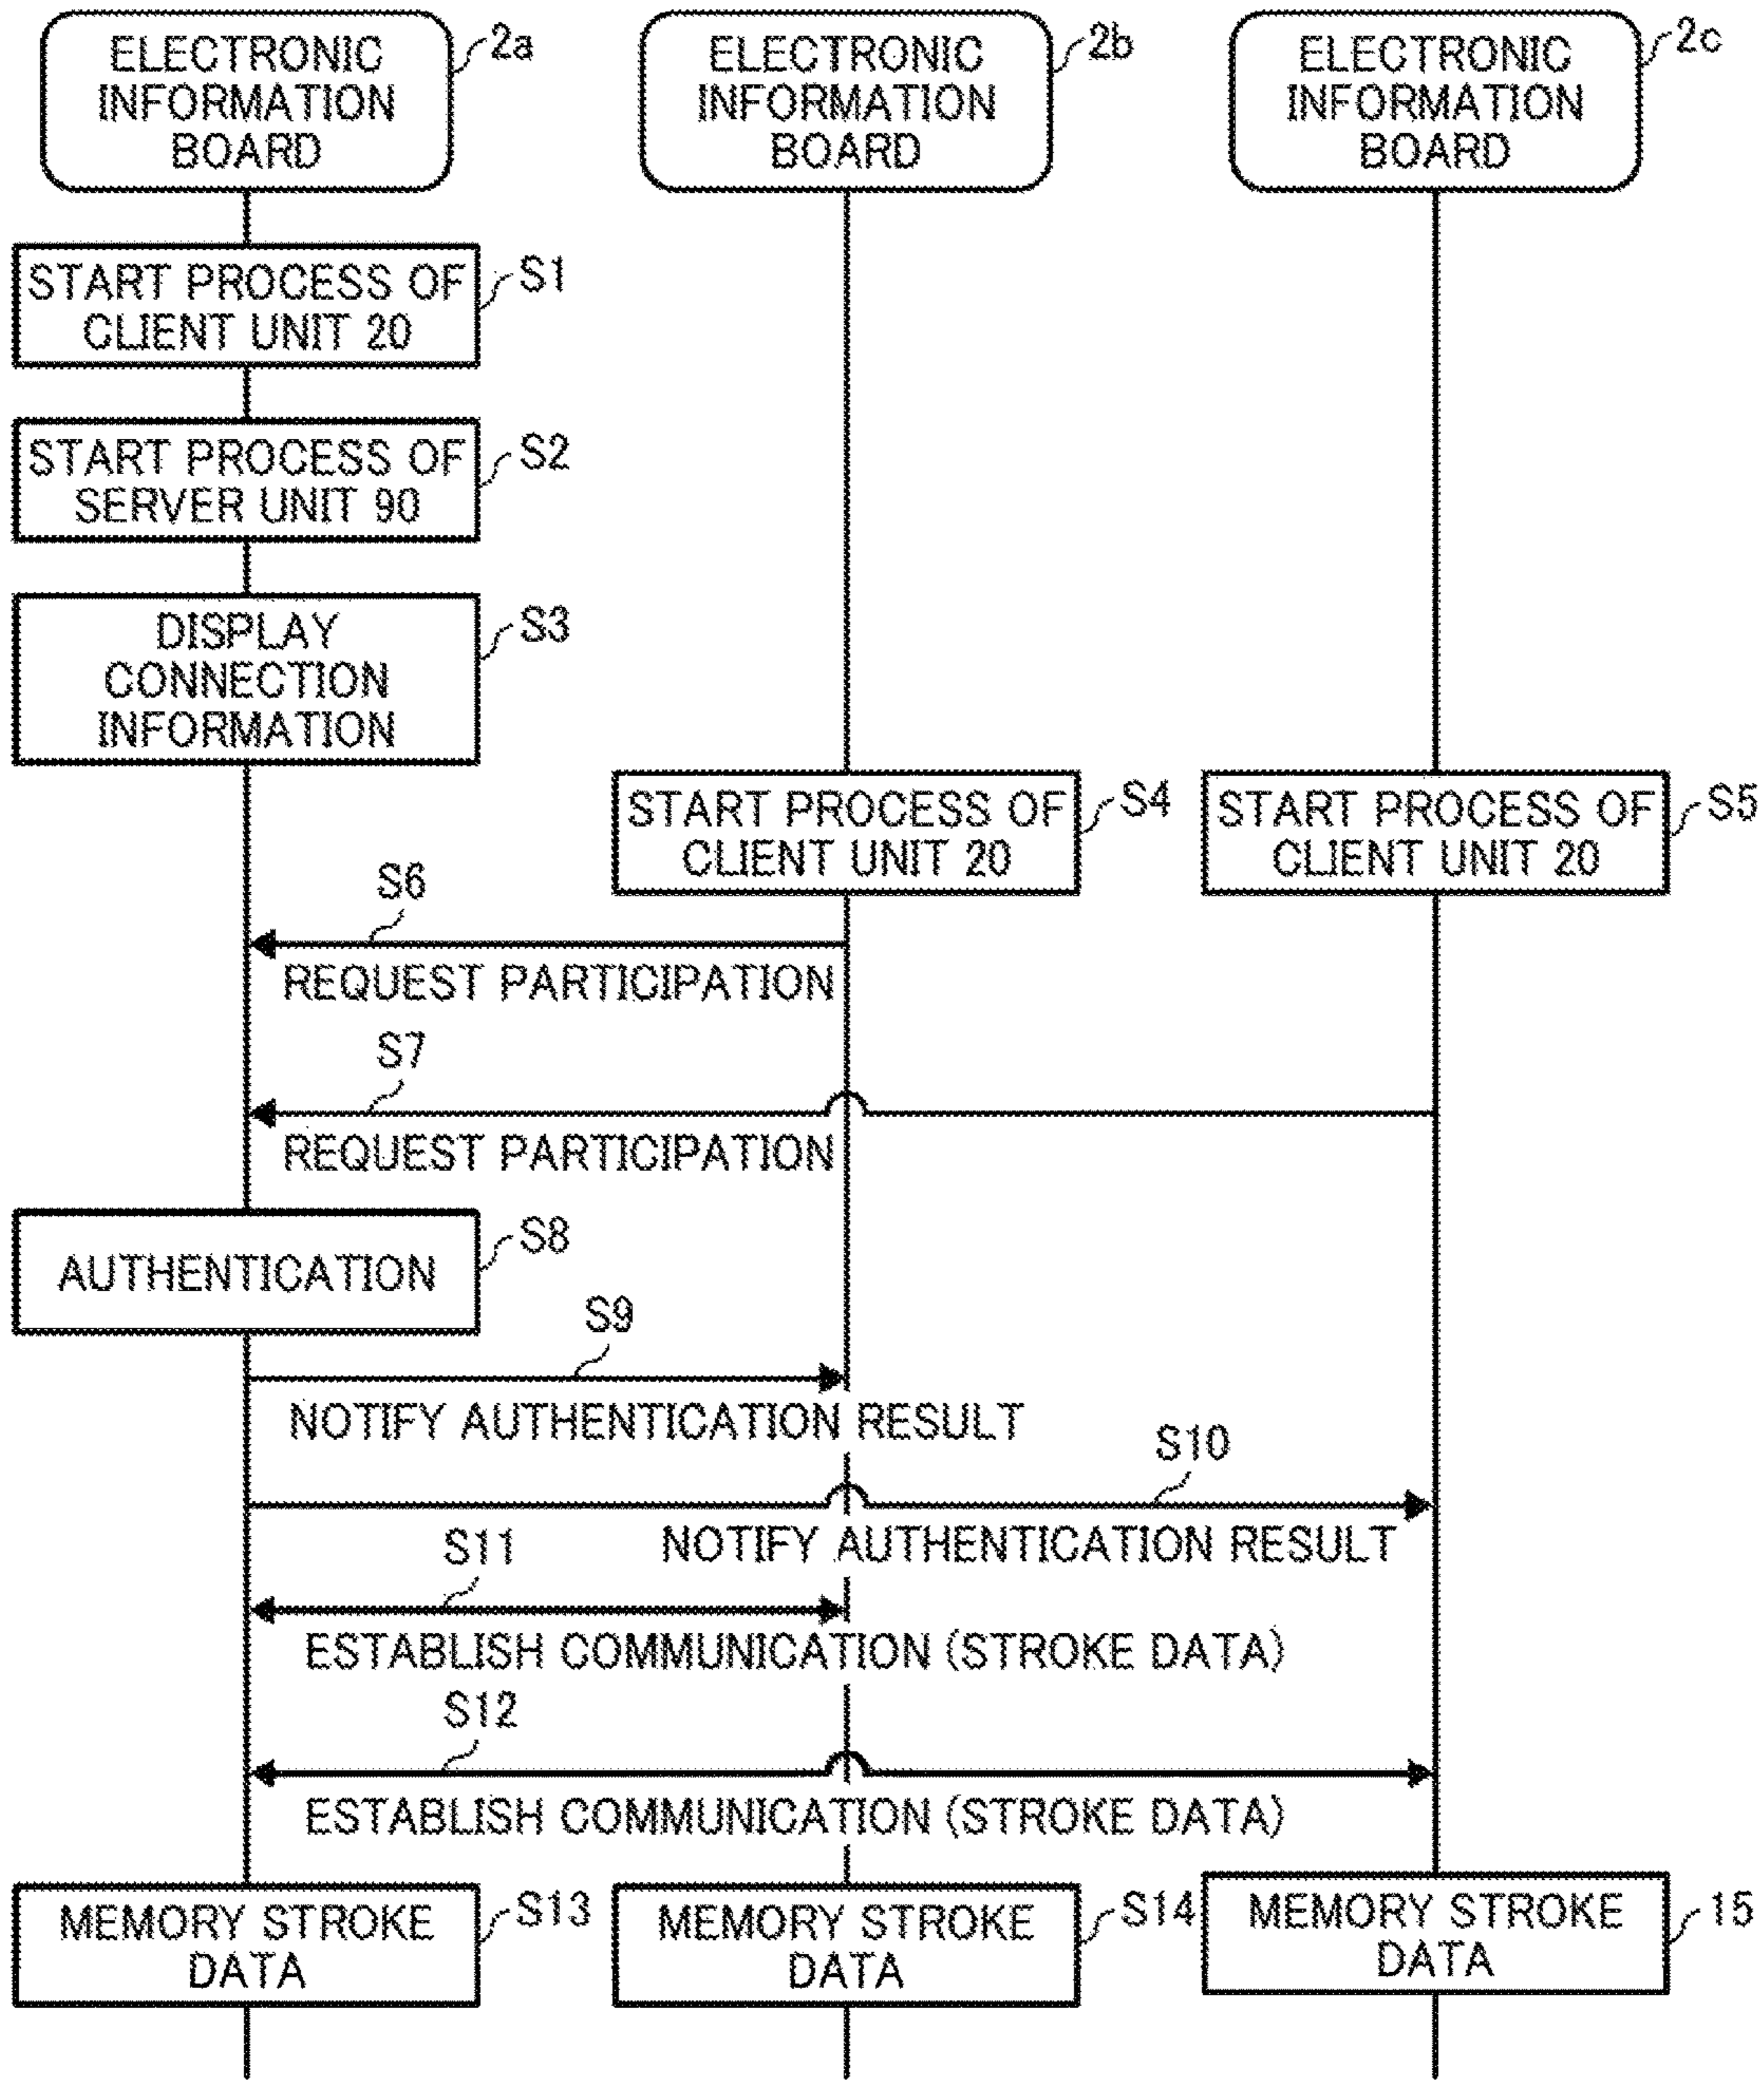 ELECTRONIC
INFORMATION
BOARD
2a
ELECTRONIC
INFORMATION
BOARD
2b
ELECTRONIC
INFORMATION
BOARD
2c
START PROCESS OF
CLIENT UNIT 20
S1
START PROCESS OF
SERVER UNIT 90
S2
DISPLAY
CONNECTION
INFORMATION
S3
START PROCESS OF
CLIENT UNIT 20
S4
START PROCESS OF
CLIENT UNIT 20
S5
S6
REQUEST PARTICIPATION
S7
REQUEST PARTICIPATION
AUTHENTICATION
S8
S9
NOTIFY AUTHENTICATION RESULT
S10
NOTIFY AUTHENTICATION RESULT
S11
ESTABLISH COMMUNICATION (STROKE DATA)
S12
ESTABLISH COMMUNICATION (STROKE DATA)
MEMORY STROKE
DATA
S13
MEMORY STROKE
DATA
S14
MEMORY STROKE
DATA
15